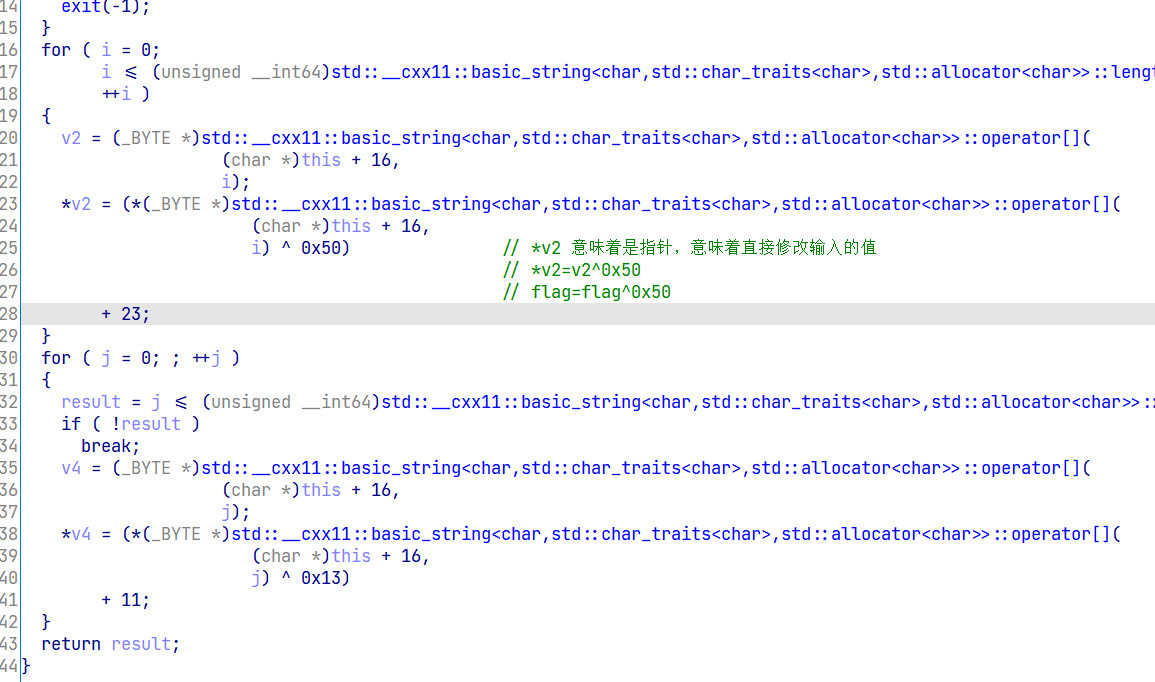 14 exit(-1);
15 }
16 for ( i = 0;
17 i <= (unsigned __int64)std::__cxx11::basic_string<char,std::char_traits<char>,std::allocator<char>>::lengt
18 ++i )
19 {
20 v2 = (_BYTE *)std::__cxx11::basic_string<char,std::char_traits<char>,std::allocator<char>>::operator[](
21 (char *)this + 16,
22 i);
23 *v2 = (*(_BYTE *)std::__cxx11::basic_string<char,std::char_traits<char>,std::allocator<char>>::operator[](
24 (char *)this + 16,
25 i) ^ 0x50) // *v2 意味着是指针，意味着直接修改输入的值
26 // *v2=v2^0x50
27 // flag=flag^0x50
28 + 23;
29 }
30 for ( j = 0; ; ++j )
31 {
32 result = j <= (unsigned __int64)std::__cxx11::basic_string<char,std::char_traits<char>,std::allocator<char>>::
33 if ( !result )
34 break;
35 v4 = (_BYTE *)std::__cxx11::basic_string<char,std::char_traits<char>,std::allocator<char>>::operator[](
36 (char *)this + 16,
37 j);
38 *v4 = (*(_BYTE *)std::__cxx11::basic_string<char,std::char_traits<char>,std::allocator<char>>::operator[](
39 (char *)this + 16,
40 j) ^ 0x13)
41 + 11;
42 }
43 return result;
44 }